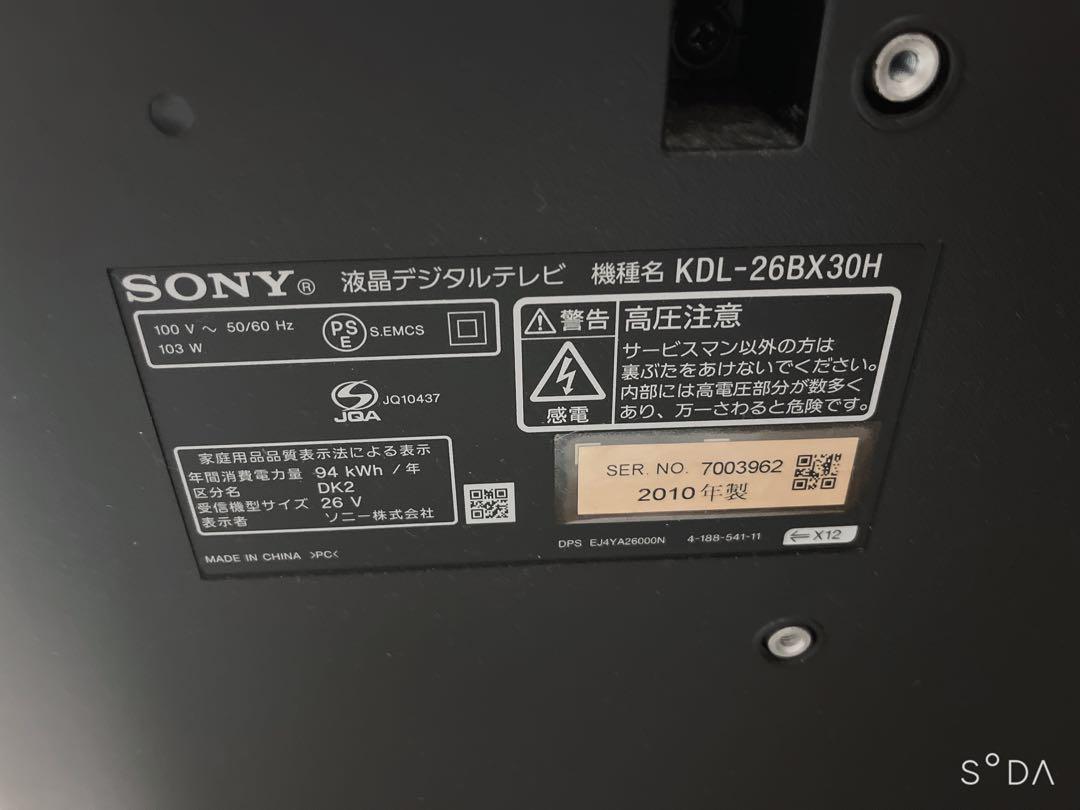 SONY® 液晶デジタルテレビ 機種名 KDL-26BX30H
100 V ～ 50/60 Hz
103 W
PS
E
S.EMCS
JQA
JQ10437
警告
感電
高圧注意
サービスマン以外の方は
裏ぶたをあけないでください。
内部には高電圧部分が数多く
あり、万一さわると危険です。
家庭用品品質表示法による表示
年間消費電力量 94 kWh / 年
区分名 DK2
受信機型サイズ 26 V
表示者 ソニー株式会社
SER. NO. 7003962
2010 年製
MADE IN CHINA >PC<
DPS EJ4YA26000N 4-188-541-11 X12
SODA